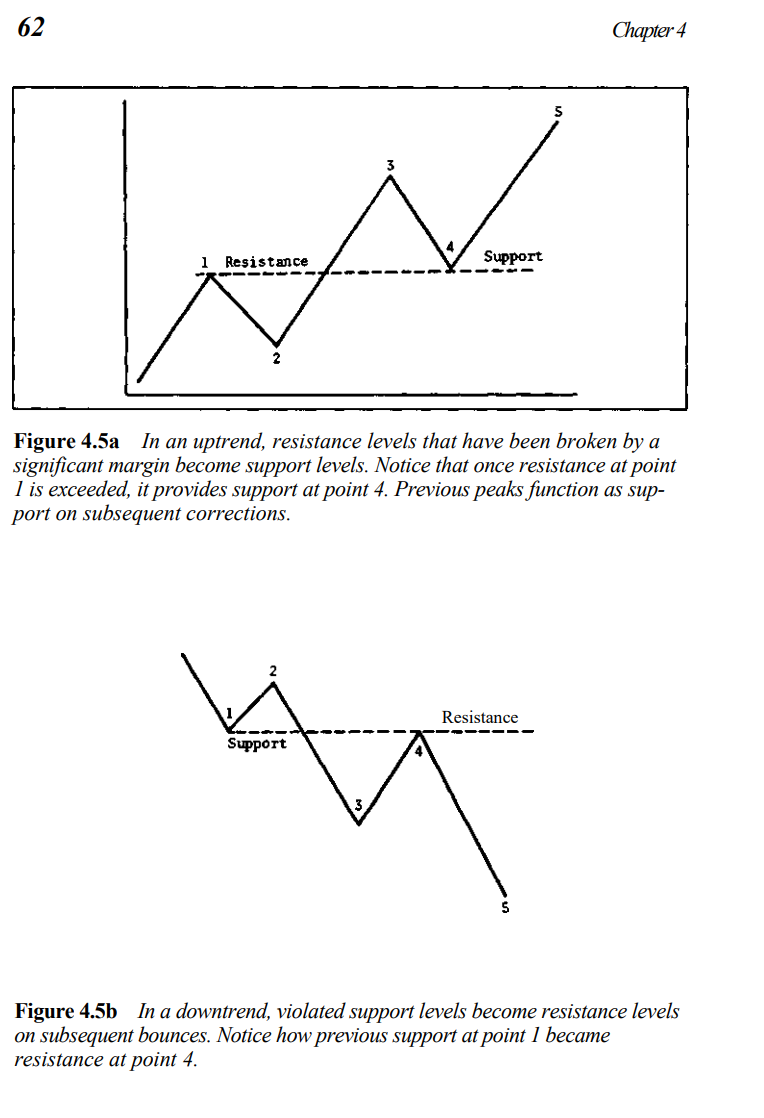 62
Chapter 4
5
3
4
1 Resistance
Support
2
Figure 4.5a In an uptrend, resistance levels that have been broken by a
significant margin become support levels. Notice that once resistance at point
1 is exceeded, it provides support at point 4. Previous peaks function as sup-
port on subsequent corrections.
2
1
Resistance
Support
4
3
5
Figure 4.5b In a downtrend, violated support levels become resistance levels
on subsequent bounces. Notice how previous support at point 1 became
resistance at point 4.